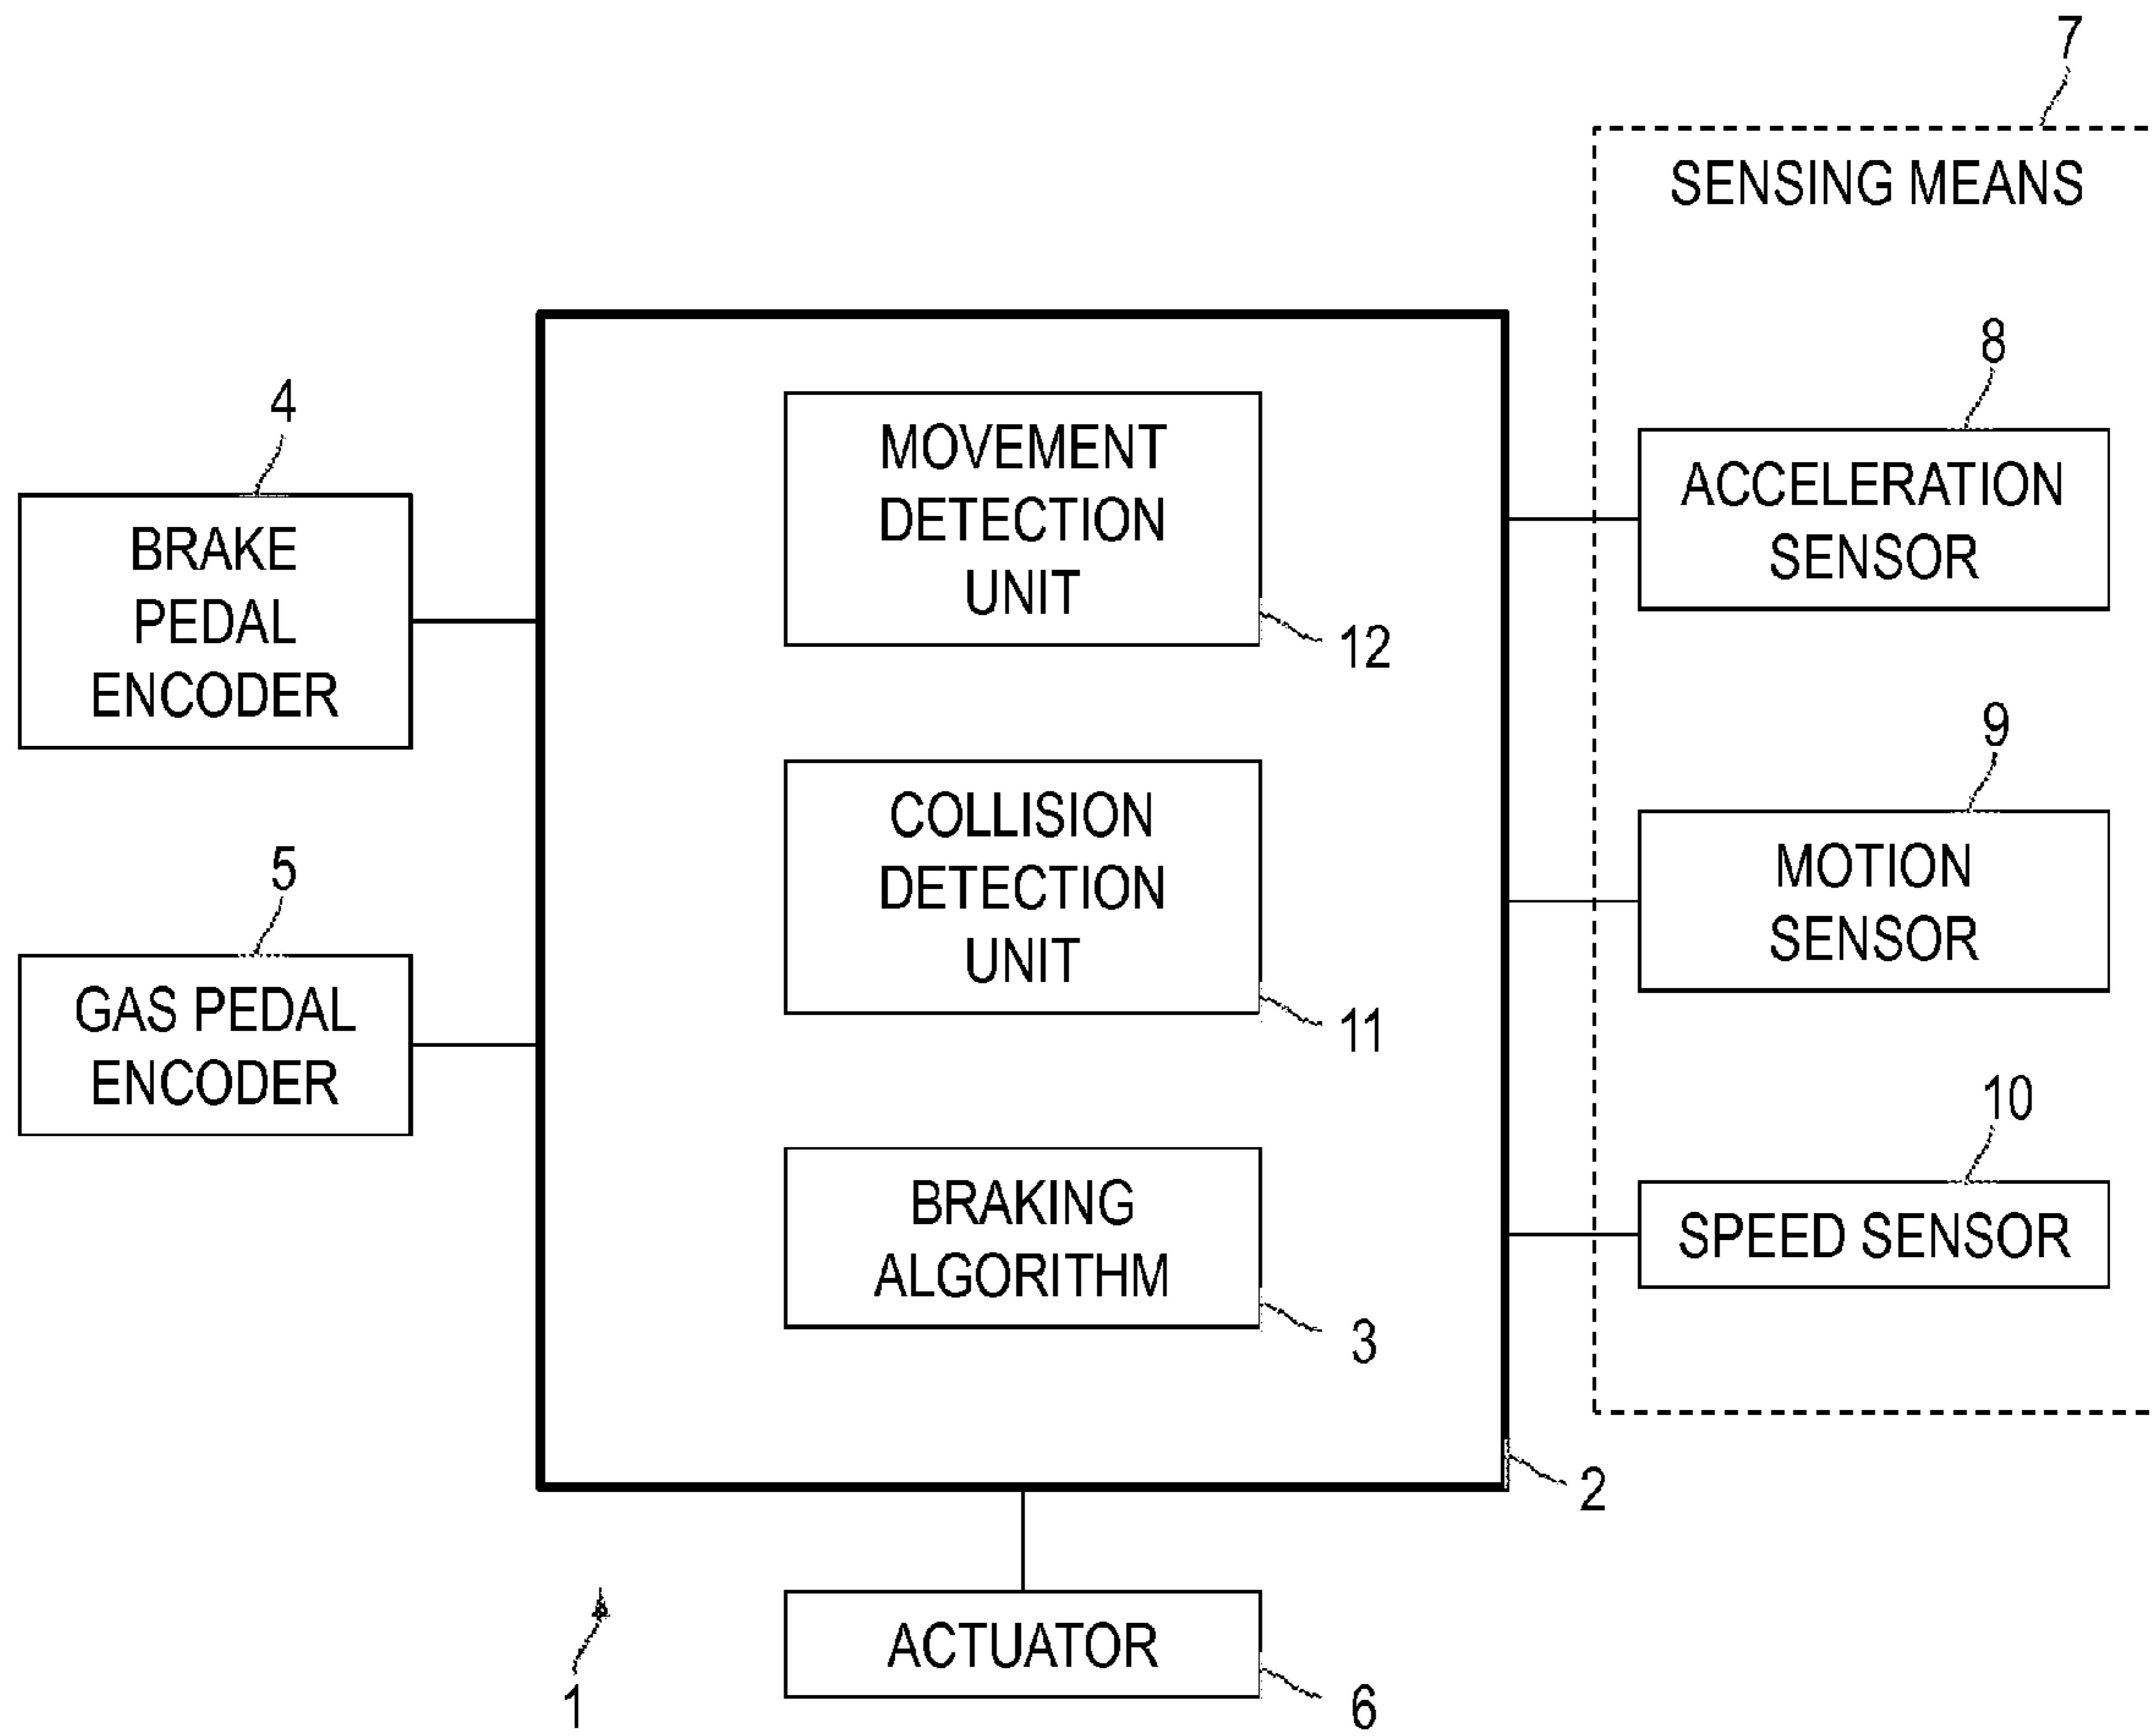 7
SENSING MEANS
8
ACCELERATION
SENSOR
4
BRAKE
PEDAL
ENCODER
MOVEMENT
DETECTION
UNIT
12
9
MOTION
SENSOR
5
GAS PEDAL
ENCODER
COLLISION
DETECTION
UNIT
11
10
SPEED SENSOR
BRAKING
ALGORITHM
3
2
ACTUATOR
6
1